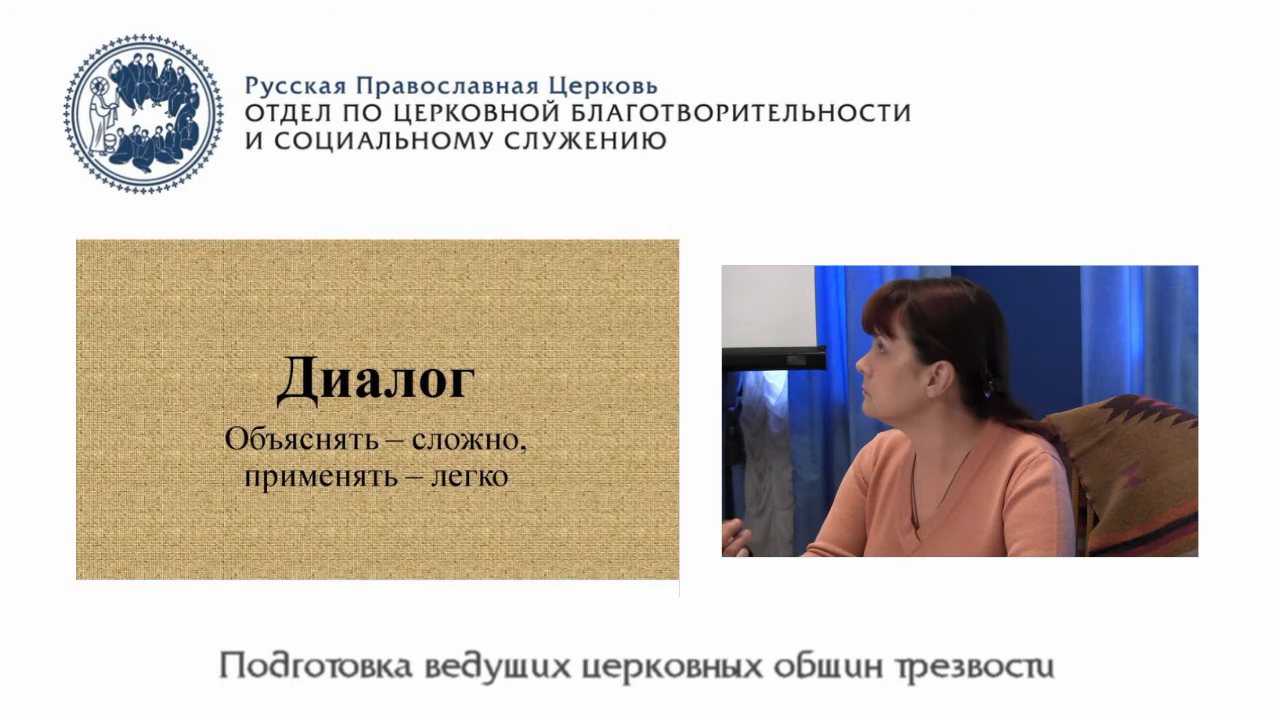 Русская Православная Церковь
ОТДЕЛ ПО ЦЕРКОВНОЙ БЛАГОТВОРИТЕЛЬНОСТИ
И СОЦИАЛЬНОМУ СЛУЖЕНИЮ
Диалог
Объяснять – сложно,
применять – легко
Подготовка ведущих церковных общин трезвости